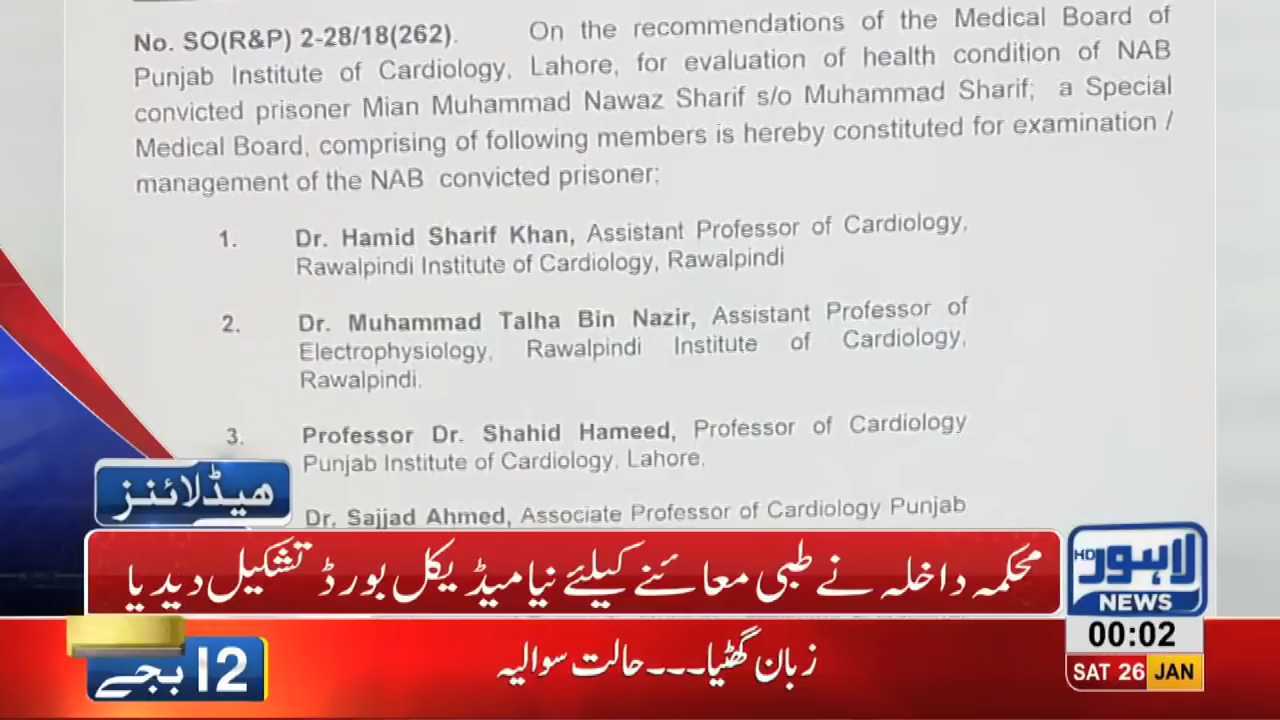 No. SO(R&P) 2-28/18(262). On the recommendations of the Medical Board of
Punjab Institute of Cardiology, Lahore, for evaluation of health condition of NAB
convicted prisoner Mian Muhammad Nawaz Sharif s/o Muhammad Sharif; a Special
Medical Board, comprising of following members is hereby constituted for examination /
management of the NAB convicted prisoner:
1. Dr. Hamid Sharif Khan, Assistant Professor of Cardiology,
Rawalpindi Institute of Cardiology, Rawalpindi
2. Dr. Muhammad Talha Bin Nazir, Assistant Professor of
Electrophysiology, Rawalpindi Institute of Cardiology,
Rawalpindi.
3. Professor Dr. Shahid Hameed, Professor of Cardiology
Punjab Institute of Cardiology, Lahore.
Dr. Sajjad Ahmed, Associate Professor of Cardiology Punjab
ھیڈلائنز
محکمہ داخلہ نے طبی معائنے کیلئے نیا میڈیکل بورڈ تشکیل دیدیا
HD لاہور
NEWS
00:02
SAT 26 JAN
زبان گھٹیا۔۔۔حالت سوالیہ
12 بجے